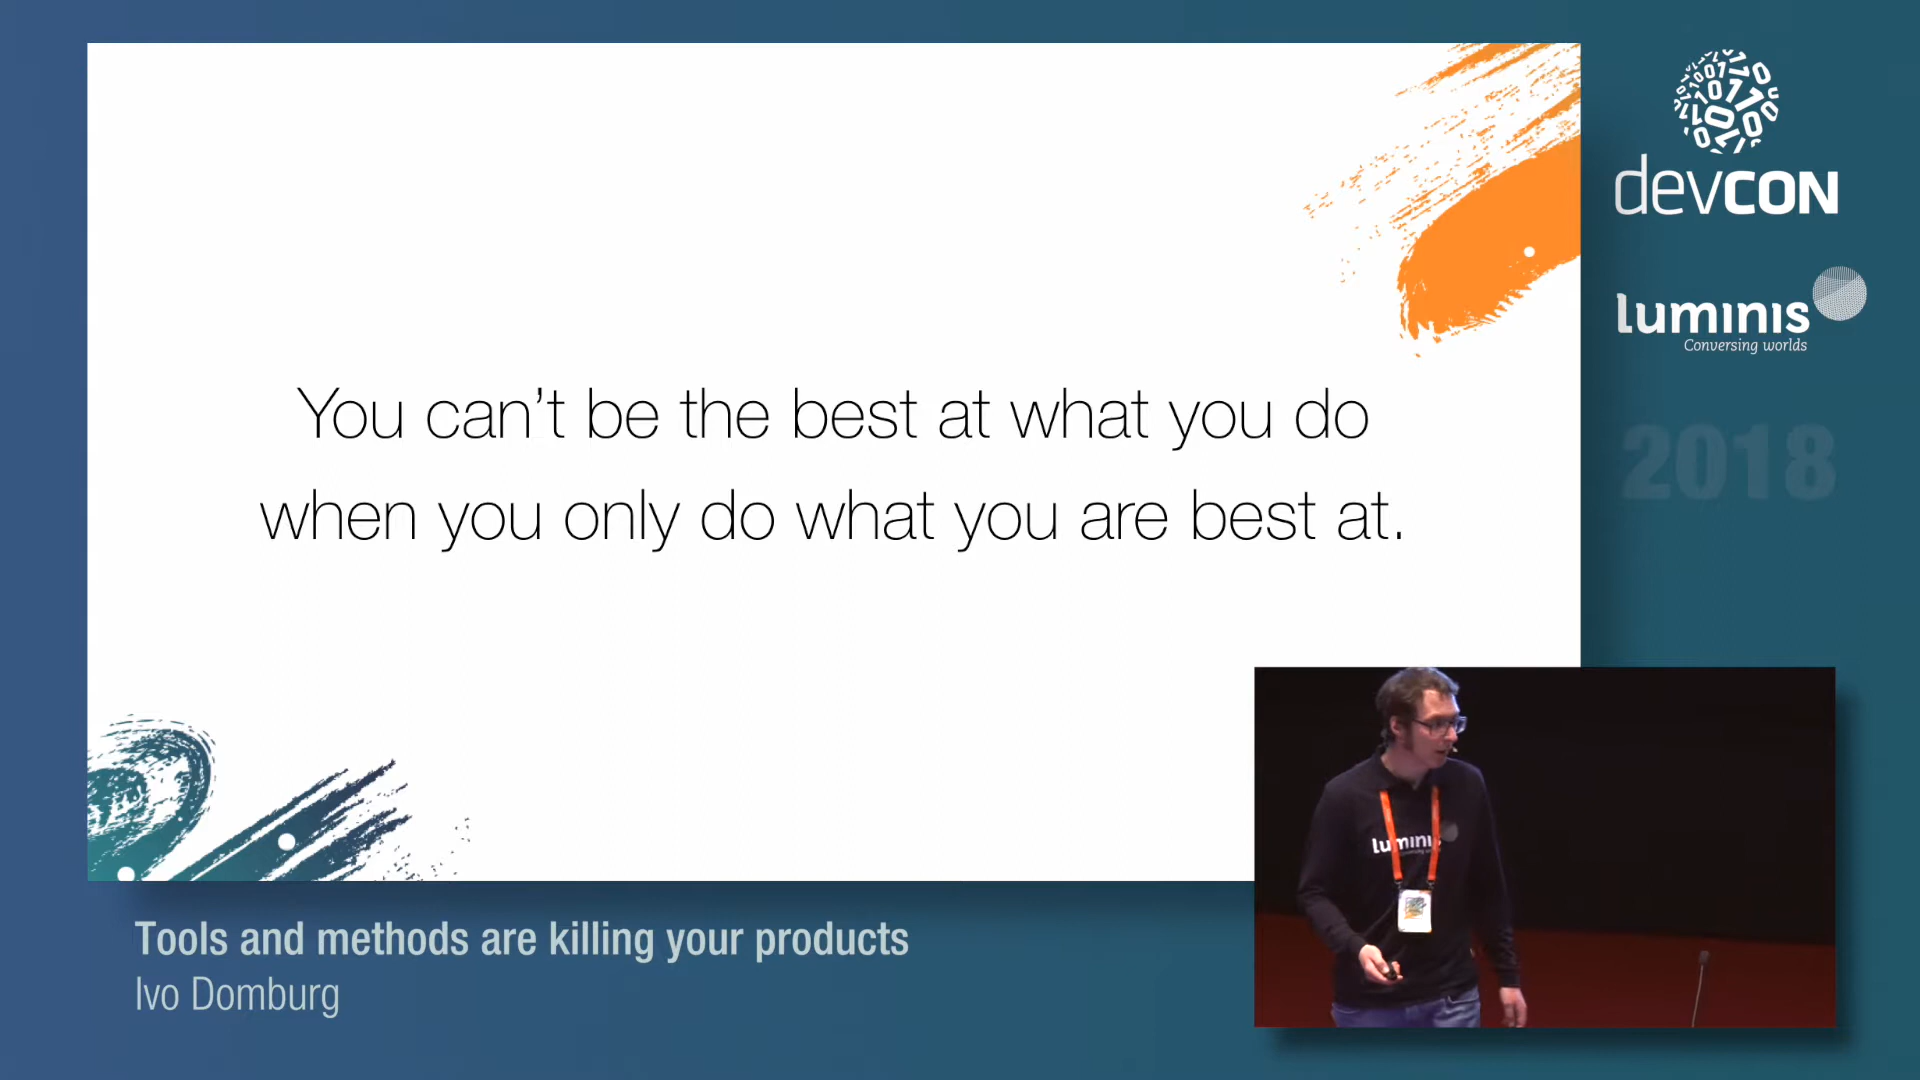 You can’t be the best at what you do
when you only do what you are best at.
devCON
luminis
Conversing worlds
2018
luminis
Tools and methods are killing your products
Ivo Domburg